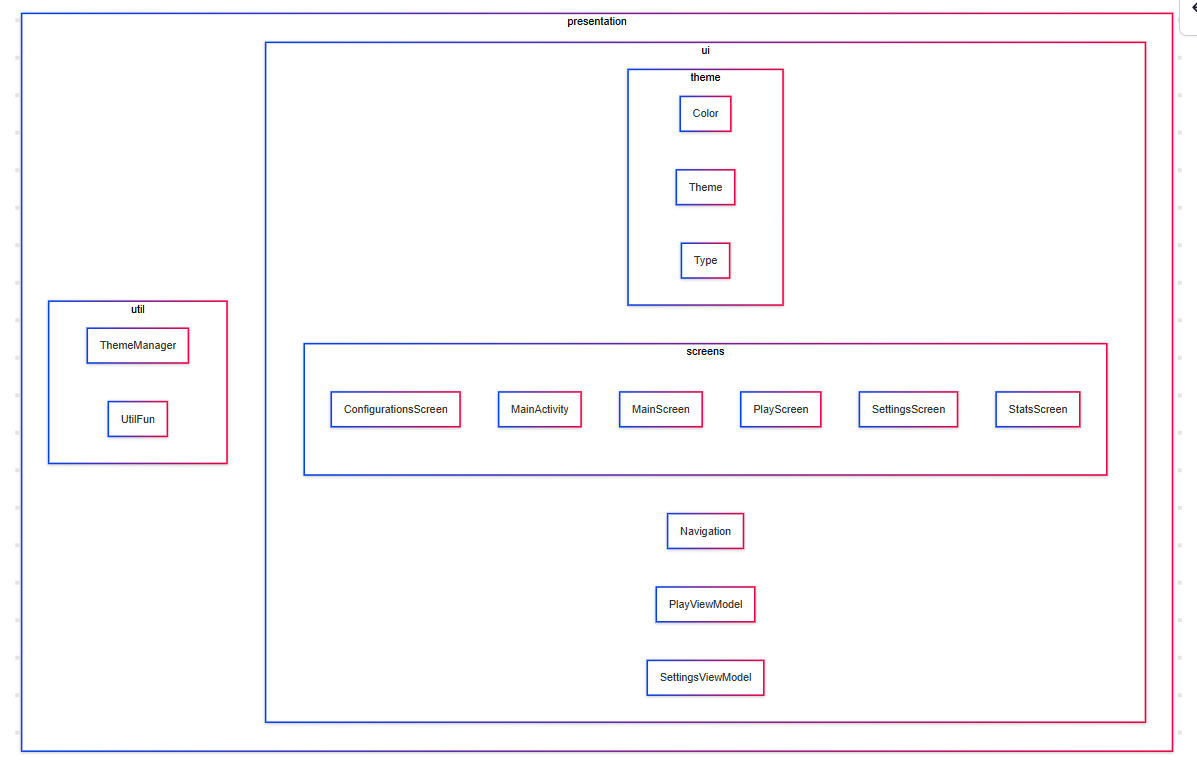 presentation
ui
theme
Color
Theme
Type
util
ThemeManager
UtilFun
screens
ConfigurationsScreen
MainActivity
MainScreen
PlayScreen
SettingsScreen
StatsScreen
Navigation
PlayViewModel
SettingsViewModel